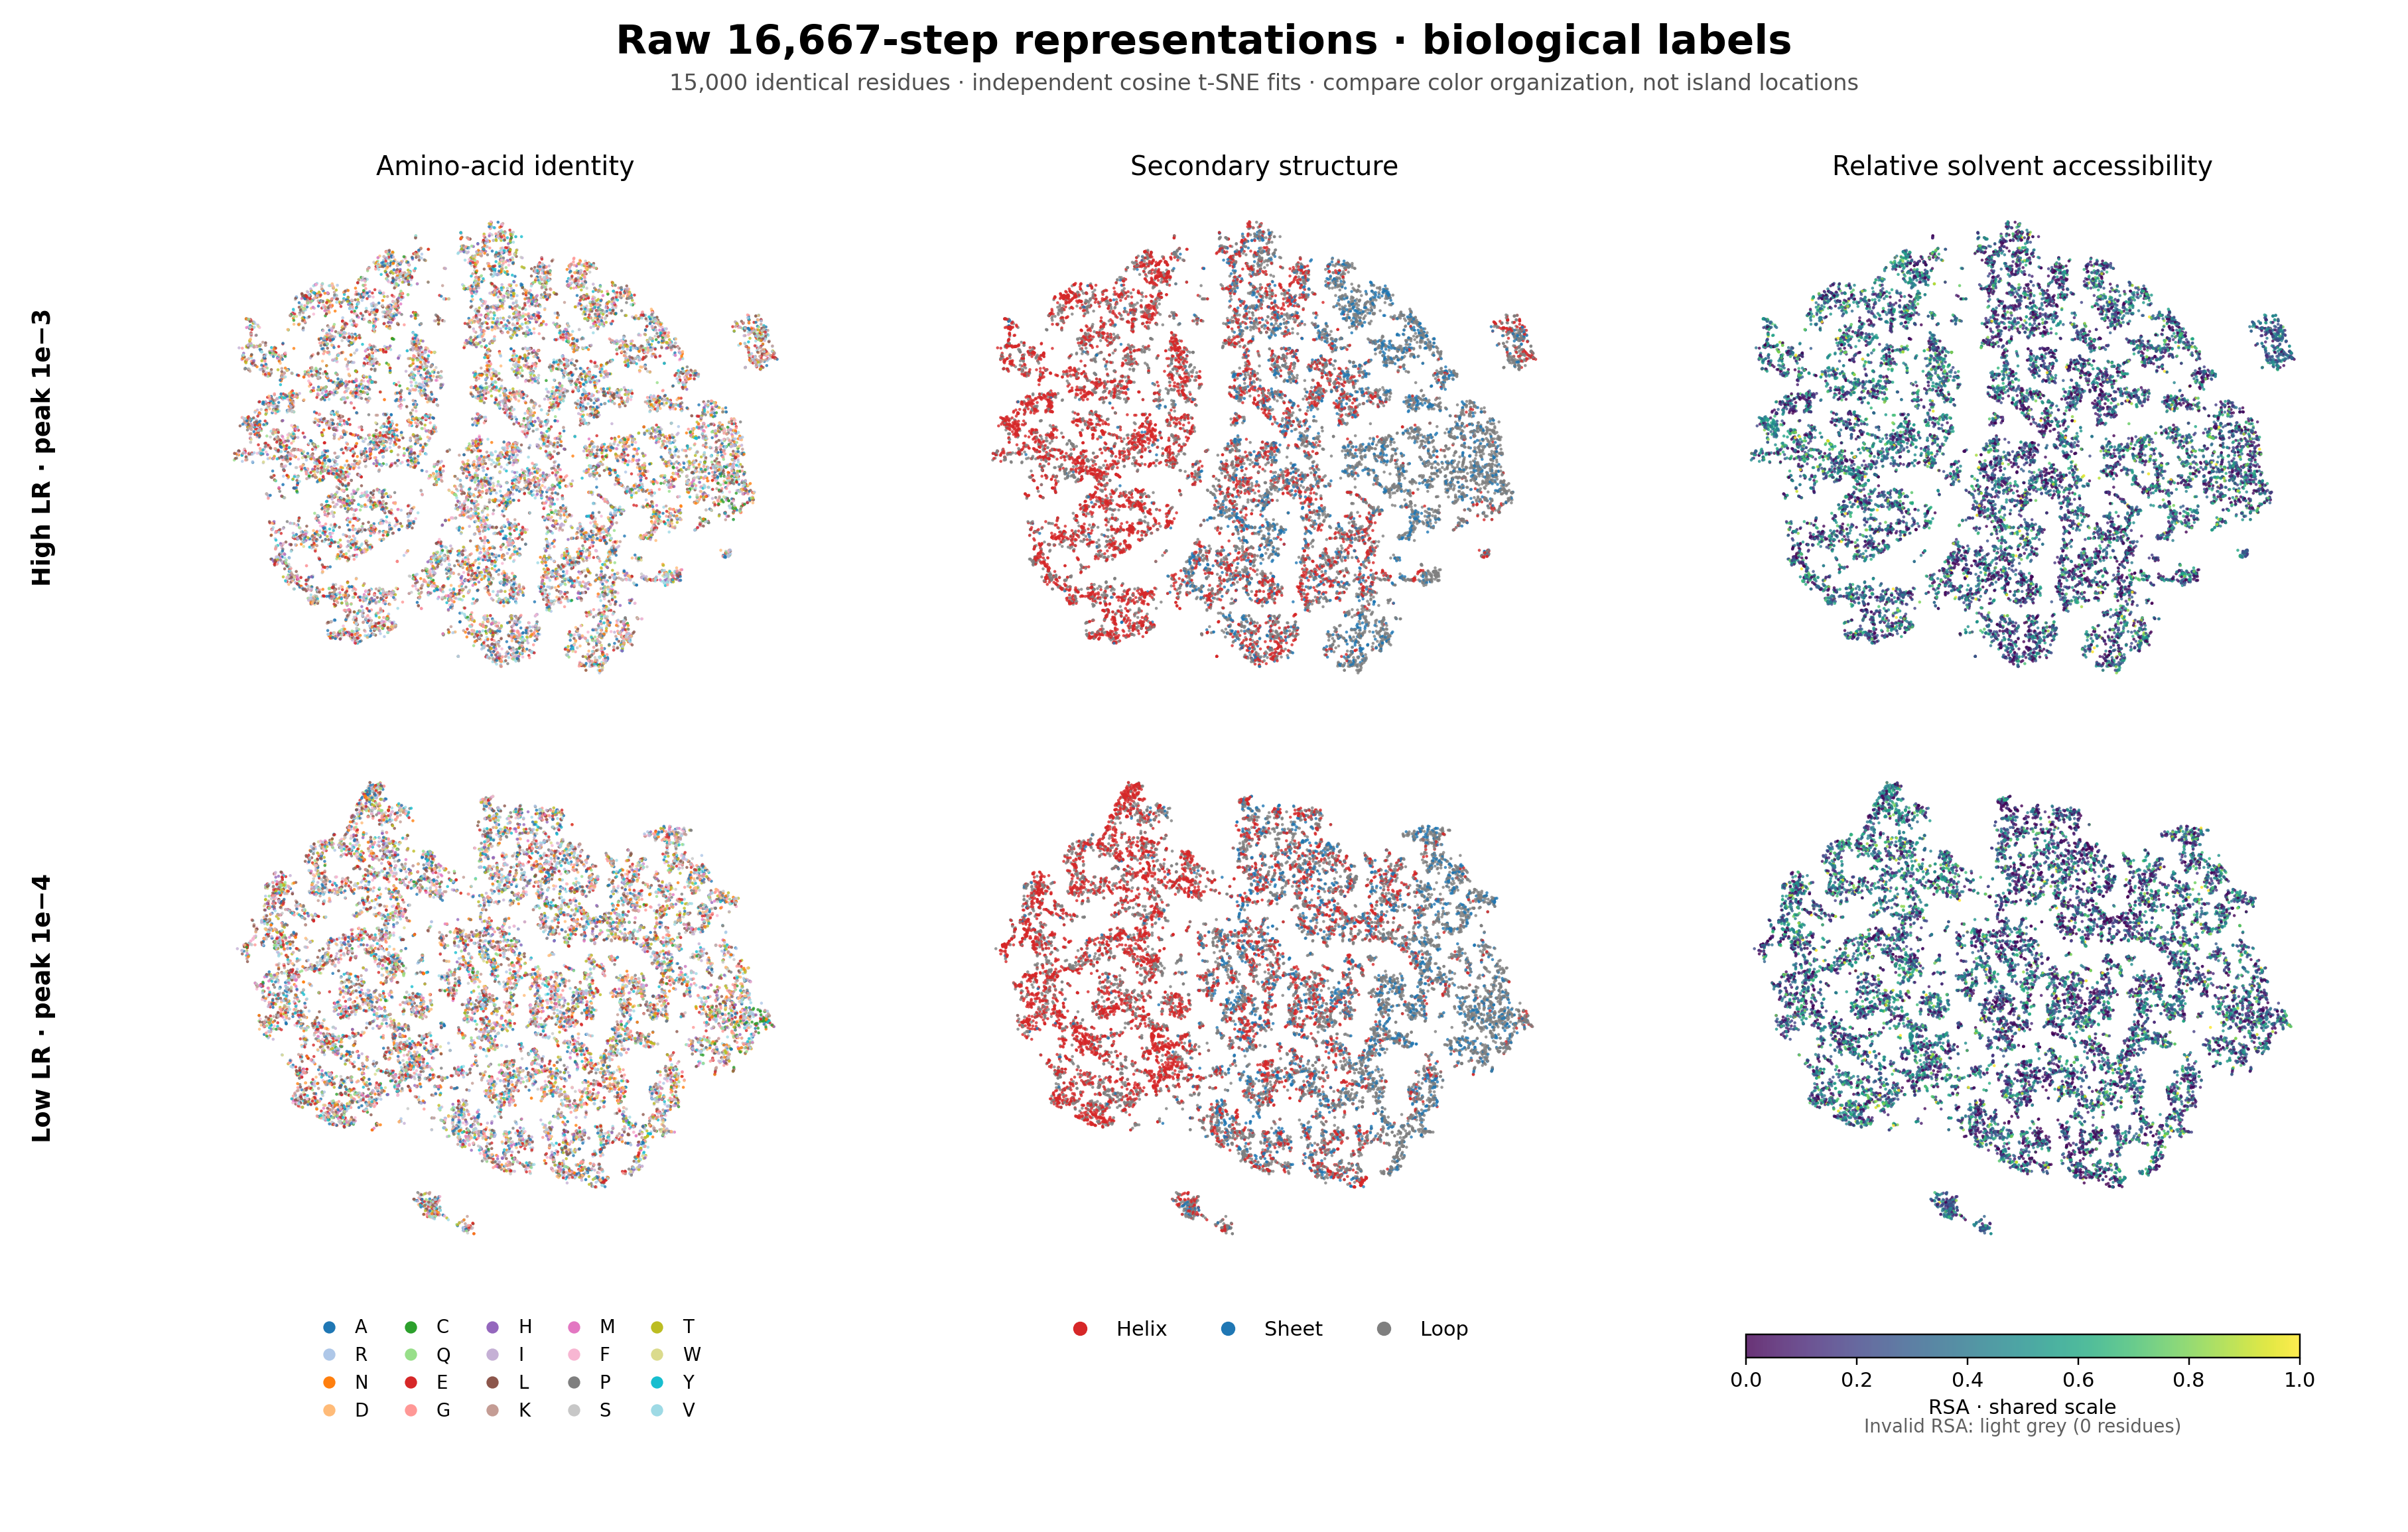 Raw 16,667-step representations · biological labels
15,000 identical residues · independent cosine t-SNE fits · compare color organization, not island locations
Amino-acid identity
Secondary structure
Relative solvent accessibility
High LR · peak 1e−3
Low LR · peak 1e−4
A C H M T
R Q I F W
N E L P Y
D G K S V
Helix Sheet Loop
0.0 0.2 0.4 0.6 0.8 1.0
RSA · shared scale
Invalid RSA: light grey (0 residues)